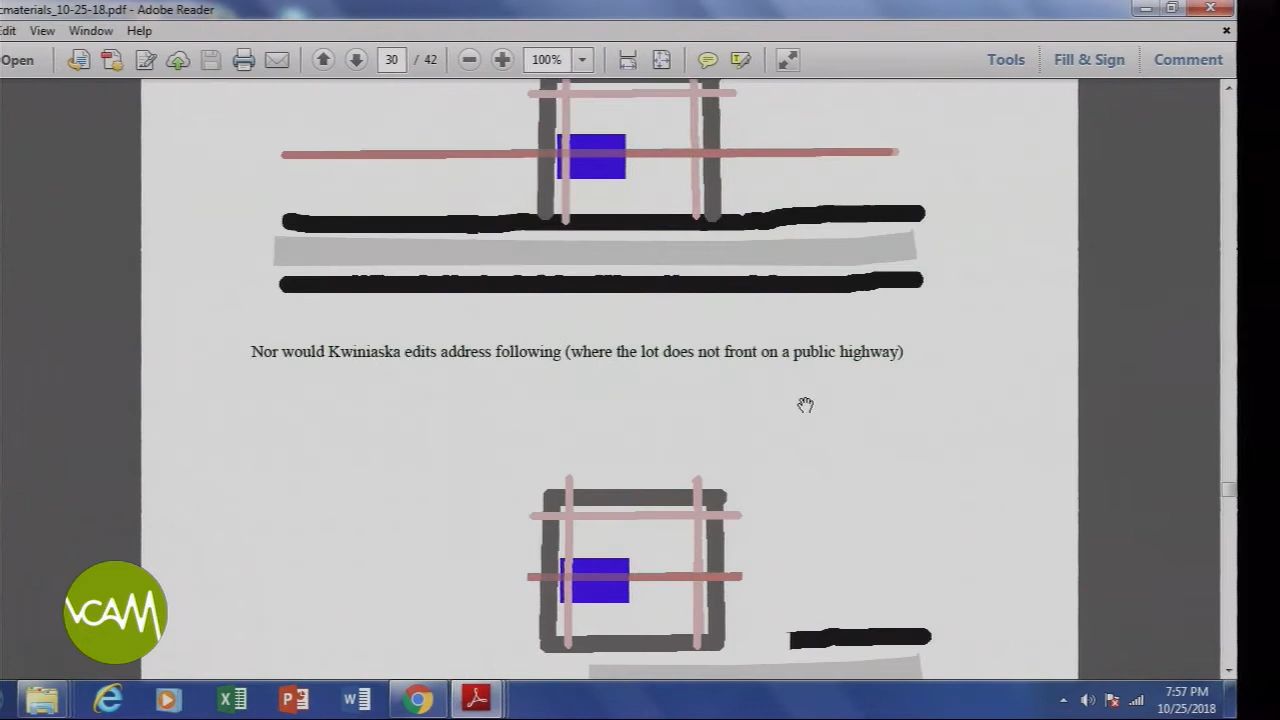 cmaterials_10-25-18.pdf - Adobe Reader
Edit View Window Help
Open 30 / 42 100% Tools Fill & Sign Comment
Nor would Kwiniaska edits address following (where the lot does not front on a public highway)
VCAM
7:57 PM
10/25/2018